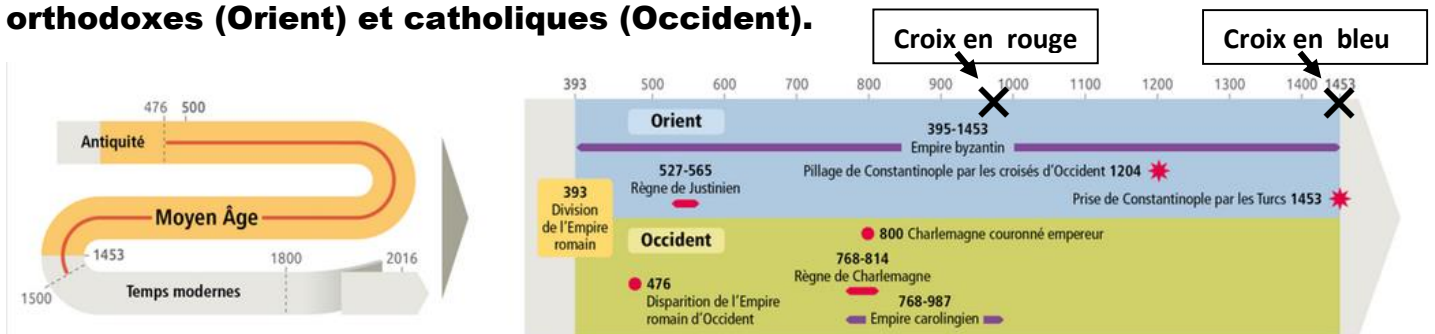 orthodoxes (Orient) et catholiques (Occident).
Croix en rouge
Croix en bleu
476 500
Antiquité
Moyen Âge
1453
1800
2016
1500
Temps modernes
393 500 600 700 800 900 1000 1100 1200 1300 1400 1453
Orient
395-1453
Empire byzantin
527-565
Règne de Justinien
Pillage de Constantinople par les croisés d'Occident 1204
Prise de Constantinople par les Turcs 1453
393
Division
de l'Empire
romain
Occident
800 Charlemagne couronné empereur
768-814
Règne de Charlemagne
476
Disparition de l'Empire
romain d'Occident
768-987
Empire carolingien